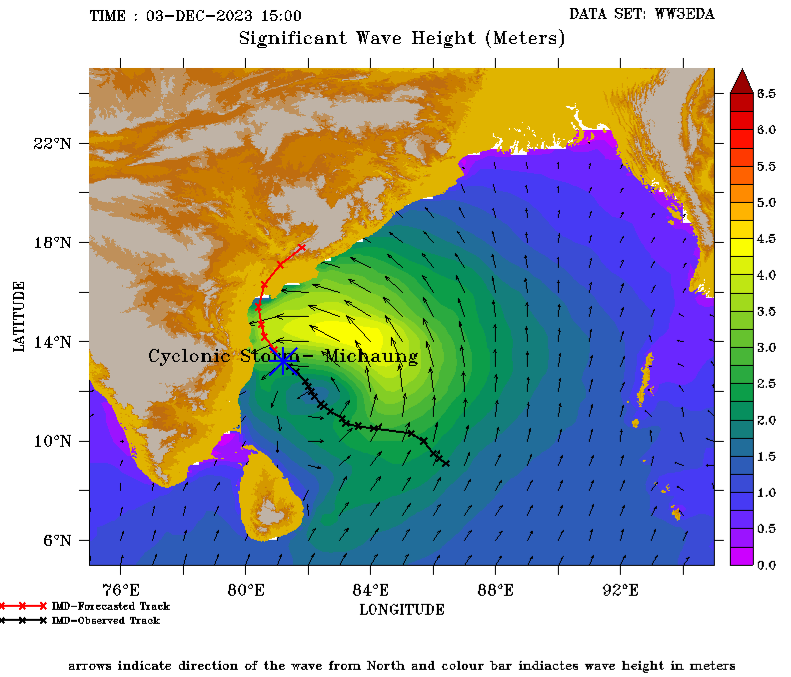 TIME : 03-DEC-2023 15:00
DATA SET: WWSEDA
Significant Wave Height (Meters)
22°N
18°N
14°N
10°N
6°N
LATITUDE
Cyclonic Storm- Michaung
6.5
6.0
5.5
5.0
4.5
4.0
3.5
3.0
2.5
2.0
1.5
1.0
0.5
0.0
76°E 80°E 84°E 88°E 92°E
LONGITUDE
IMD-Forecasted Track
IMD-Observed Track
arrows indicate direction of the wave from North and colour bar indiactes wave height in meters